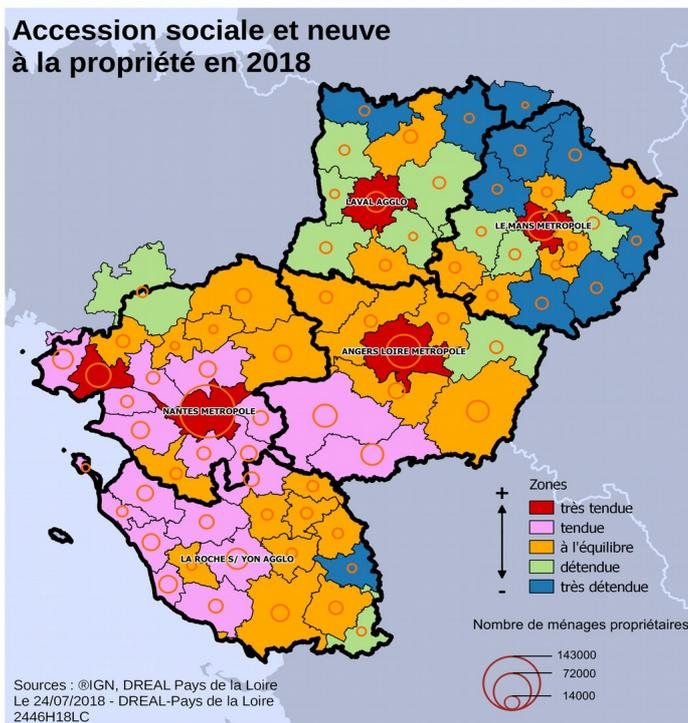 Accession sociale et neuve
à la propriété en 2018
LAVAL AGGLO
LE MANS METROPOLE
ANGERS LOIRE METROPOLE
NANTES METROPOLE
LA ROCHE S/ YON AGGLO
+
Zones
très tendue
tendue
à l'équilibre
détendue
très détendue
-
Nombre de ménages propriétaires
143000
72000
14000
Sources : ®IGN, DREAL Pays de la Loire
Le 24/07/2018 - DREAL-Pays de la Loire
2446H18LC